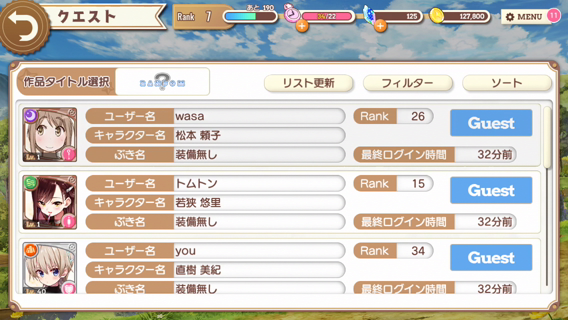 クエスト
Rank 7
あと 190
34/22
125
127,800
MENU 11
作品タイトル選択
RANDOM
?
リスト更新
フィルター
ソート
ユーザー名 wasa
Rank 26
Guest
キャラクター名 松本 頼子
Lv. 1
ぶき名 装備無し
最終ログイン時間 32分前
ユーザー名 トムトン
Rank 15
Guest
キャラクター名 若狭 悠里
Lv. 1
ぶき名 装備無し
最終ログイン時間 32分前
ユーザー名 you
Rank 34
Guest
キャラクター名 直樹 美紀
ぶき名 装備無し
最終ログイン時間 32分前